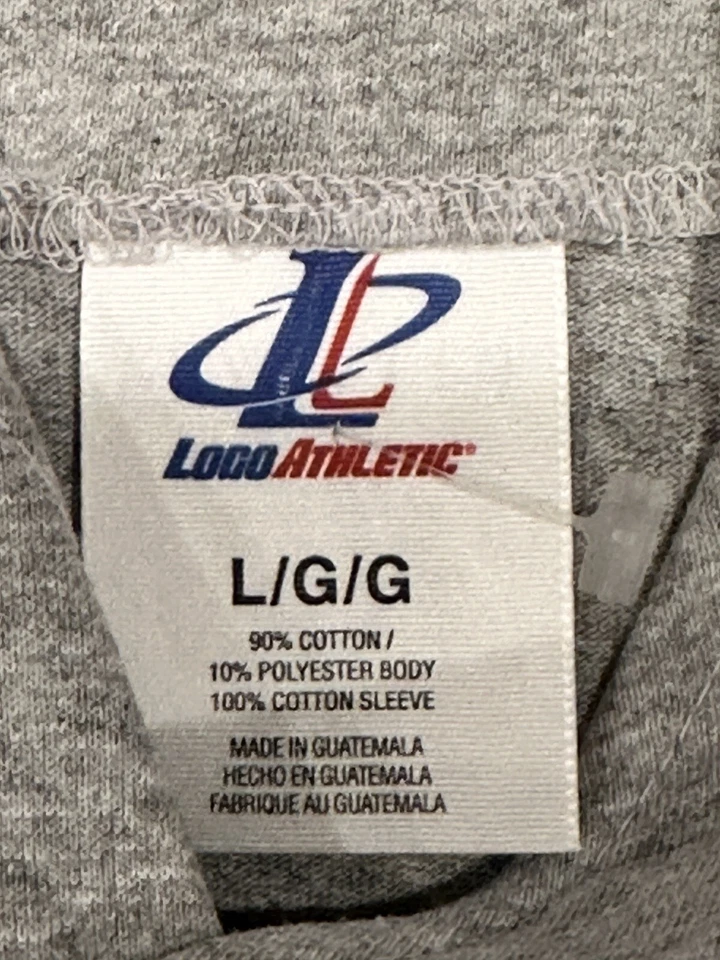 LOGO ATHLETIC®
L/G/G
90% COTTON /
10% POLYESTER BODY
100% COTTON SLEEVE
MADE IN GUATEMALA
HECHO EN GUATEMALA
FABRIQUE AU GUATEMALA